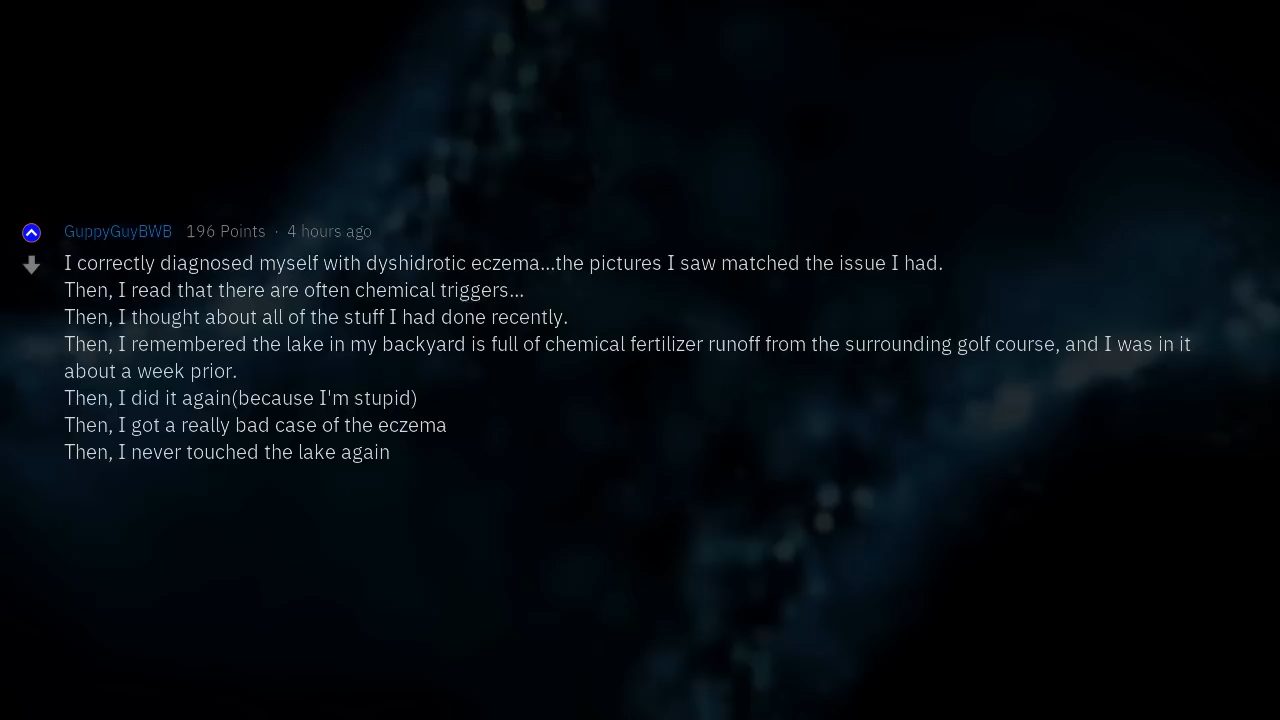 GuppyGuyBWB 196 Points · 4 hours ago
I correctly diagnosed myself with dyshidrotic eczema...the pictures I saw matched the issue I had.
Then, I read that there are often chemical triggers...
Then, I thought about all of the stuff I had done recently.
Then, I remembered the lake in my backyard is full of chemical fertilizer runoff from the surrounding golf course, and I was in it
about a week prior.
Then, I did it again(because I'm stupid)
Then, I got a really bad case of the eczema
Then, I never touched the lake again